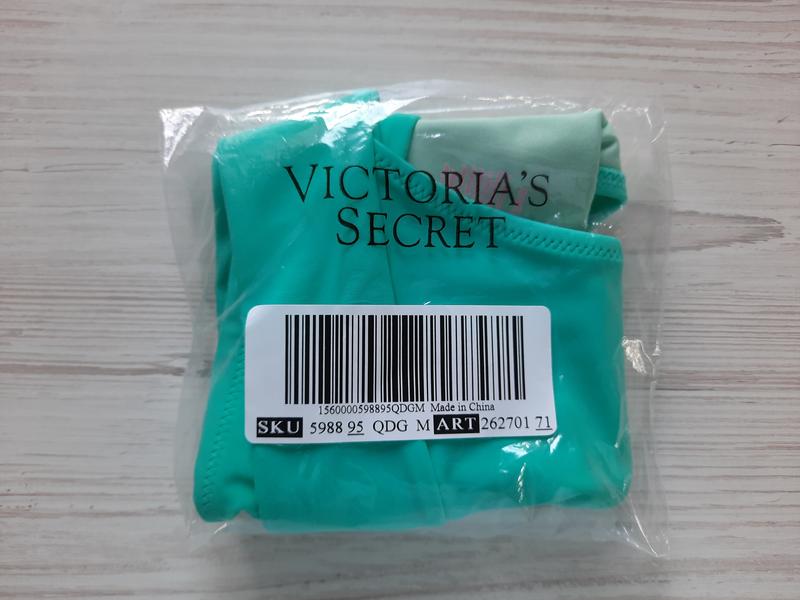 VICTORIA'S
SECRET
1560000598895QDGM Made in China
SKU 5988 95 QDG M ART 262701 71